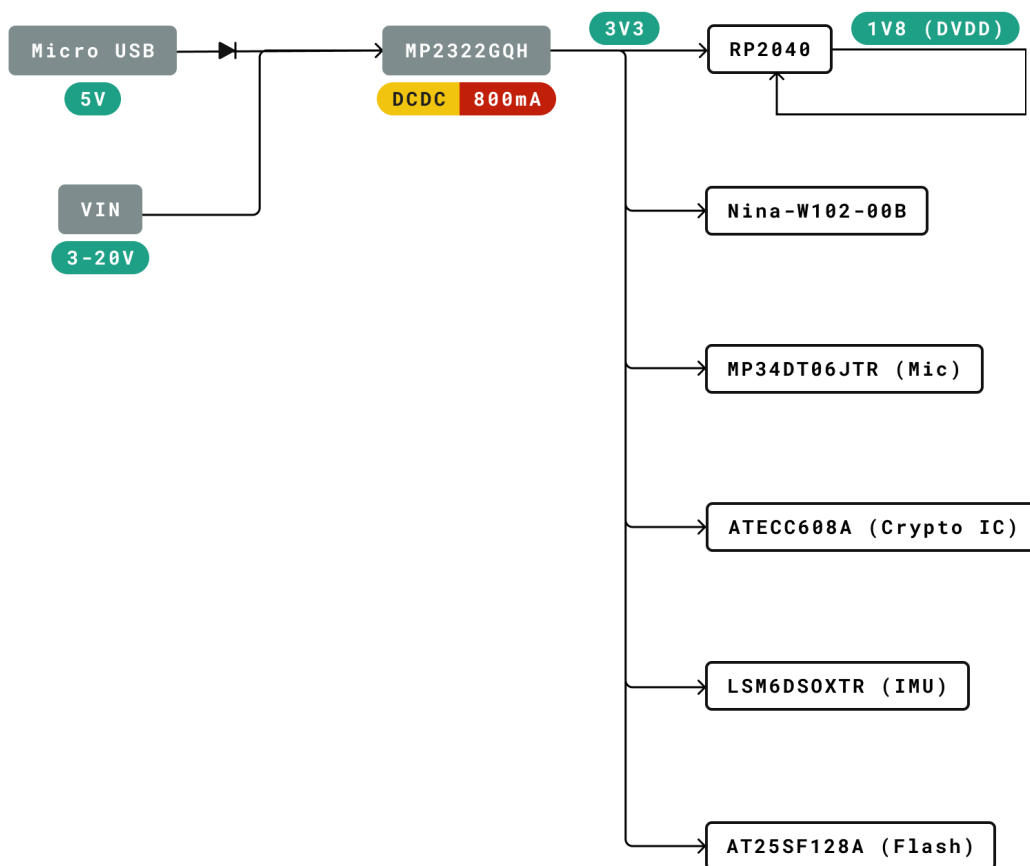 Micro USB
5V
VIN
3-20V
MP2322GQH
DCDC 800mA
3V3
RP2040
1V8 (DVDD)
Nina-W102-00B
MP34DT06JTR (Mic)
ATECC608A (Crypto IC)
LSM6DSOXTR (IMU)
AT25SF128A (Flash)